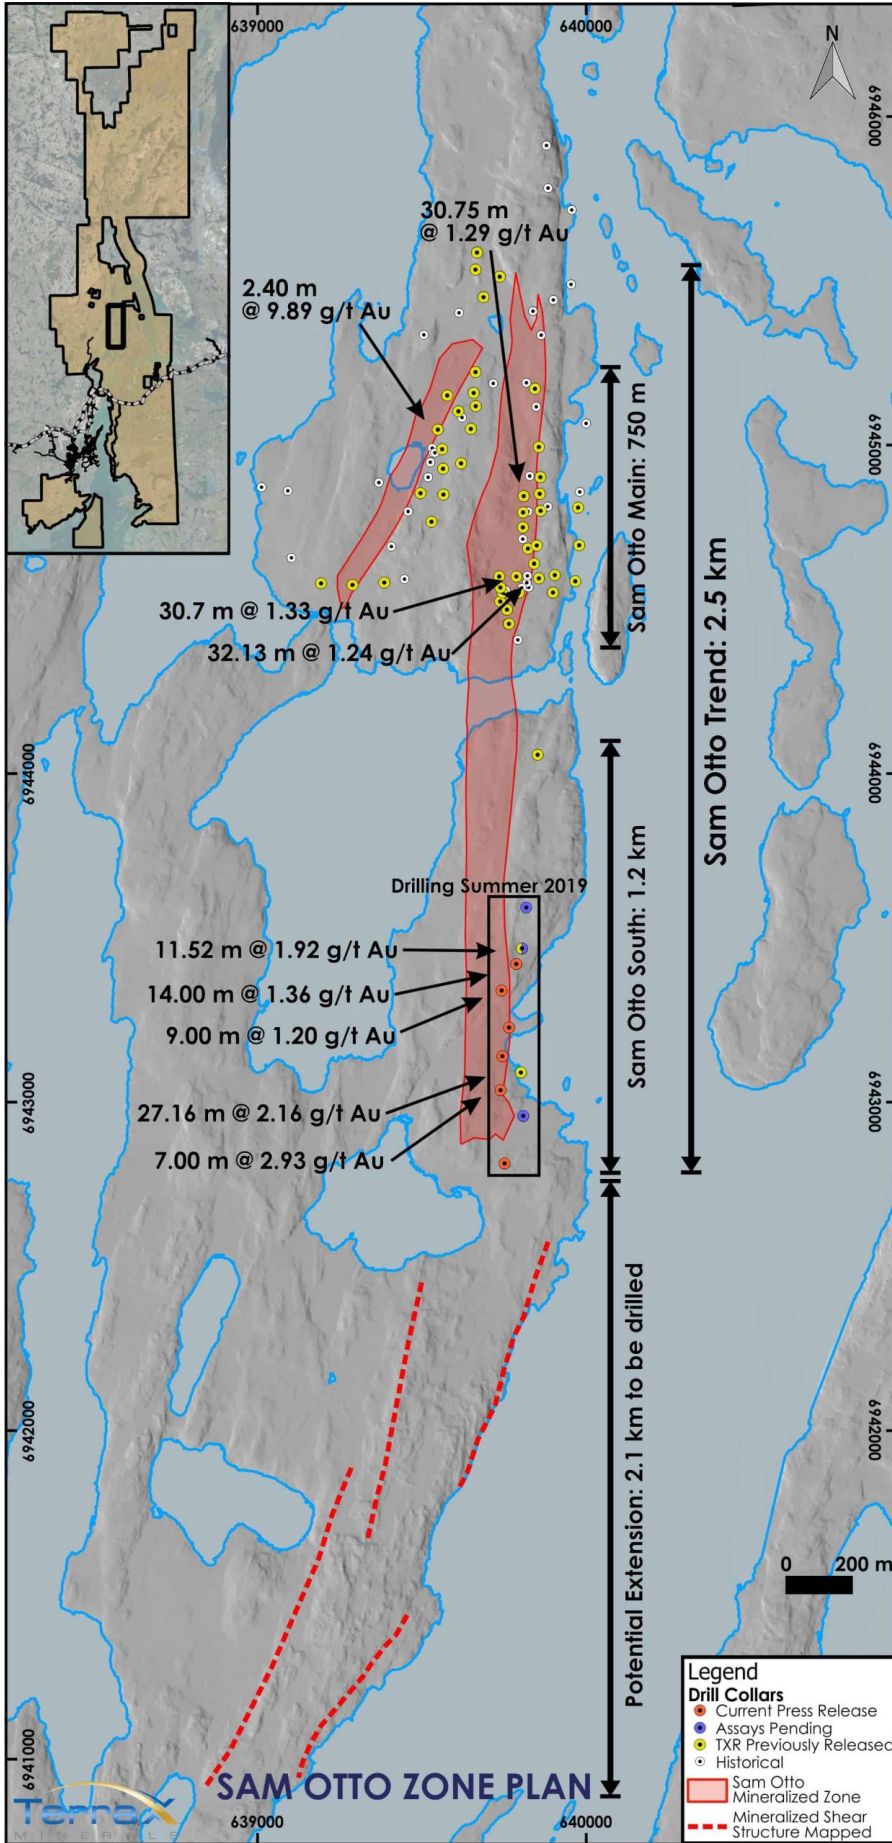 639000
640000
N
6946000
30.75 m
@ 1.29 g/t Au
2.40 m
@ 9.89 g/t Au
Sam Otto Main: 750 m
6945000
Sam Otto Trend: 2.5 km
30.7 m @ 1.33 g/t Au
32.13 m @ 1.24 g/t Au
6944000
6944000
Sam Otto South: 1.2 km
Drilling Summer 2019
11.52 m @ 1.92 g/t Au
14.00 m @ 1.36 g/t Au
9.00 m @ 1.20 g/t Au
6943000
6943000
27.16 m @ 2.16 g/t Au
7.00 m @ 2.93 g/t Au
Potential Extension: 2.1 km to be drilled
6942000
6942000
0 200 m
Legend
Drill Collars
Current Press Release
Assays Pending
TXR Previously Released
Historical
Sam Otto
Mineralized Zone
Mineralized Shear
Structure Mapped
6941000
SAM OTTO ZONE PLAN
TerraX
MINERALS
639000
640000